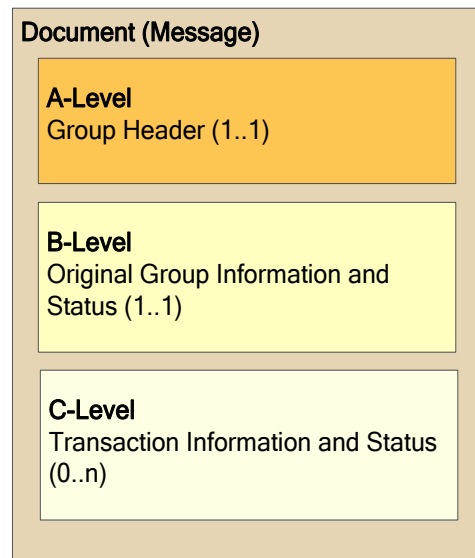 Document (Message)
A-Level
Group Header (1..1)
B-Level
Original Group Information and
Status (1..1)
C-Level
Transaction Information and Status
(0..n)